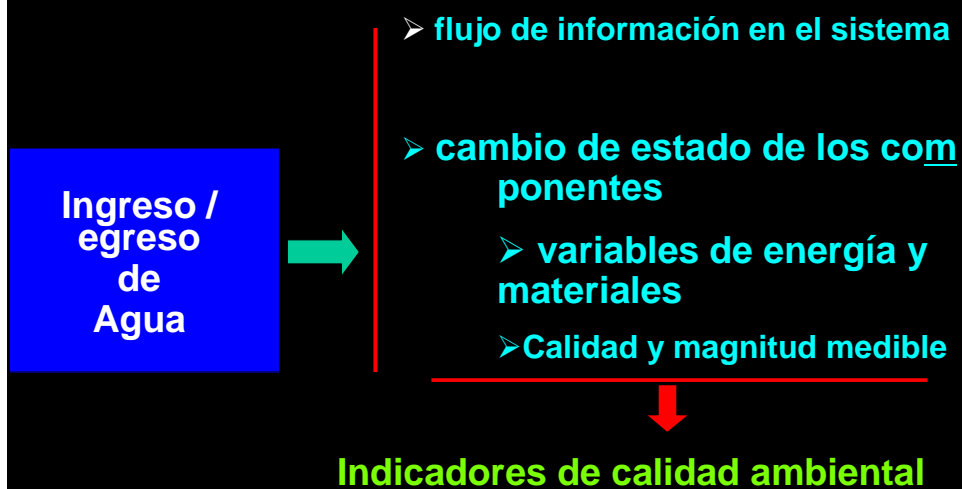 Ingreso /
egreso
de
Agua
➢ flujo de información en el sistema
➢ cambio de estado de los com
ponentes
➢ variables de energía y
materiales
➢Calidad y magnitud medible
Indicadores de calidad ambiental